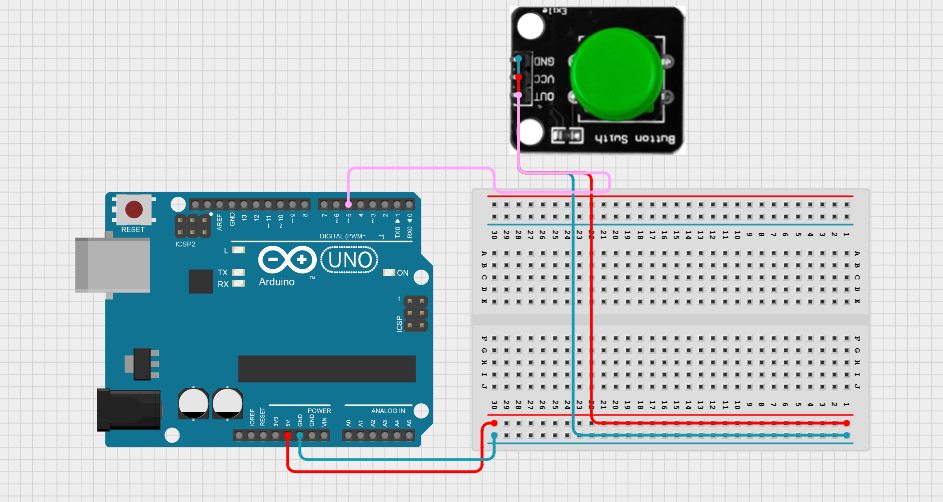 Exile
GND
VCC
OUT
Button Swith
RESET
ICSP2
AREF
GND
13
12
~11
~10
~9
8
7
~6
~5
4
~3
2
TX0▶1
RX0◀0
DIGITAL (PWM~
L
TX
RX
UNO
™
Arduino
ON
1
ICSP
IOREF
RESET
3V3
5V
GND
GND
VIN
POWER
A0
A1
A2
A3
A4
A5
ANALOG IN
30 29 28 27 26 25 24 23 22 21 20 19 18 17 16 15 14 13 12 11 10 9 8 7 6 5 4 3 2 1
A A
B B
C C
D D
E E
F F
G G
H H
I I
J J
30 29 28 27 26 25 24 23 22 21 20 19 18 17 16 15 14 13 12 11 10 9 8 7 6 5 4 3 2 1